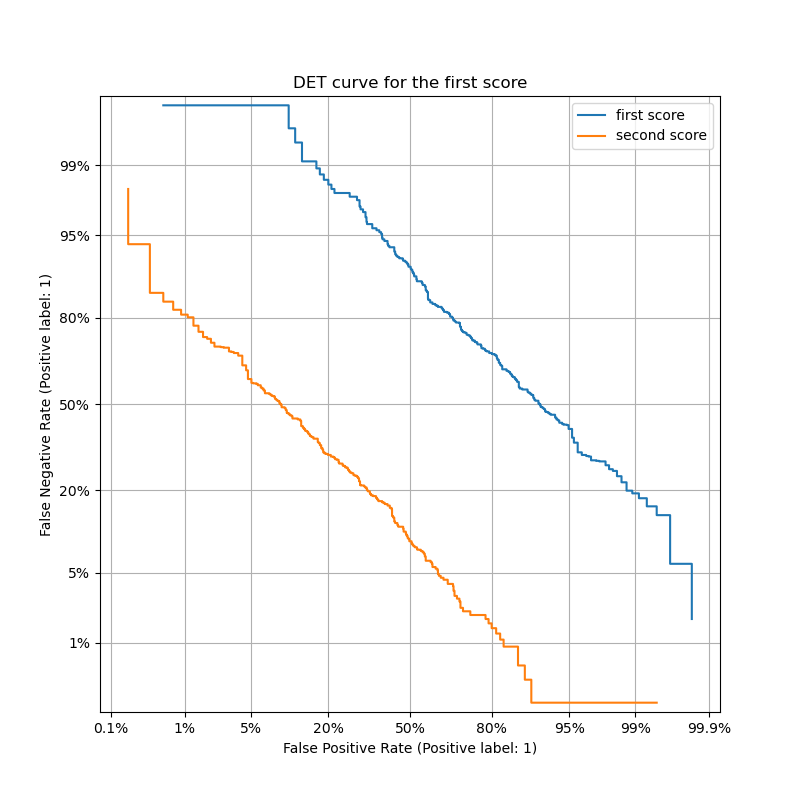 DET curve for the first score
first score
second score
99%
95%
80%
50%
20%
5%
1%
False Negative Rate (Positive label: 1)
0.1% 1% 5% 20% 50% 80% 95% 99% 99.9%
False Positive Rate (Positive label: 1)